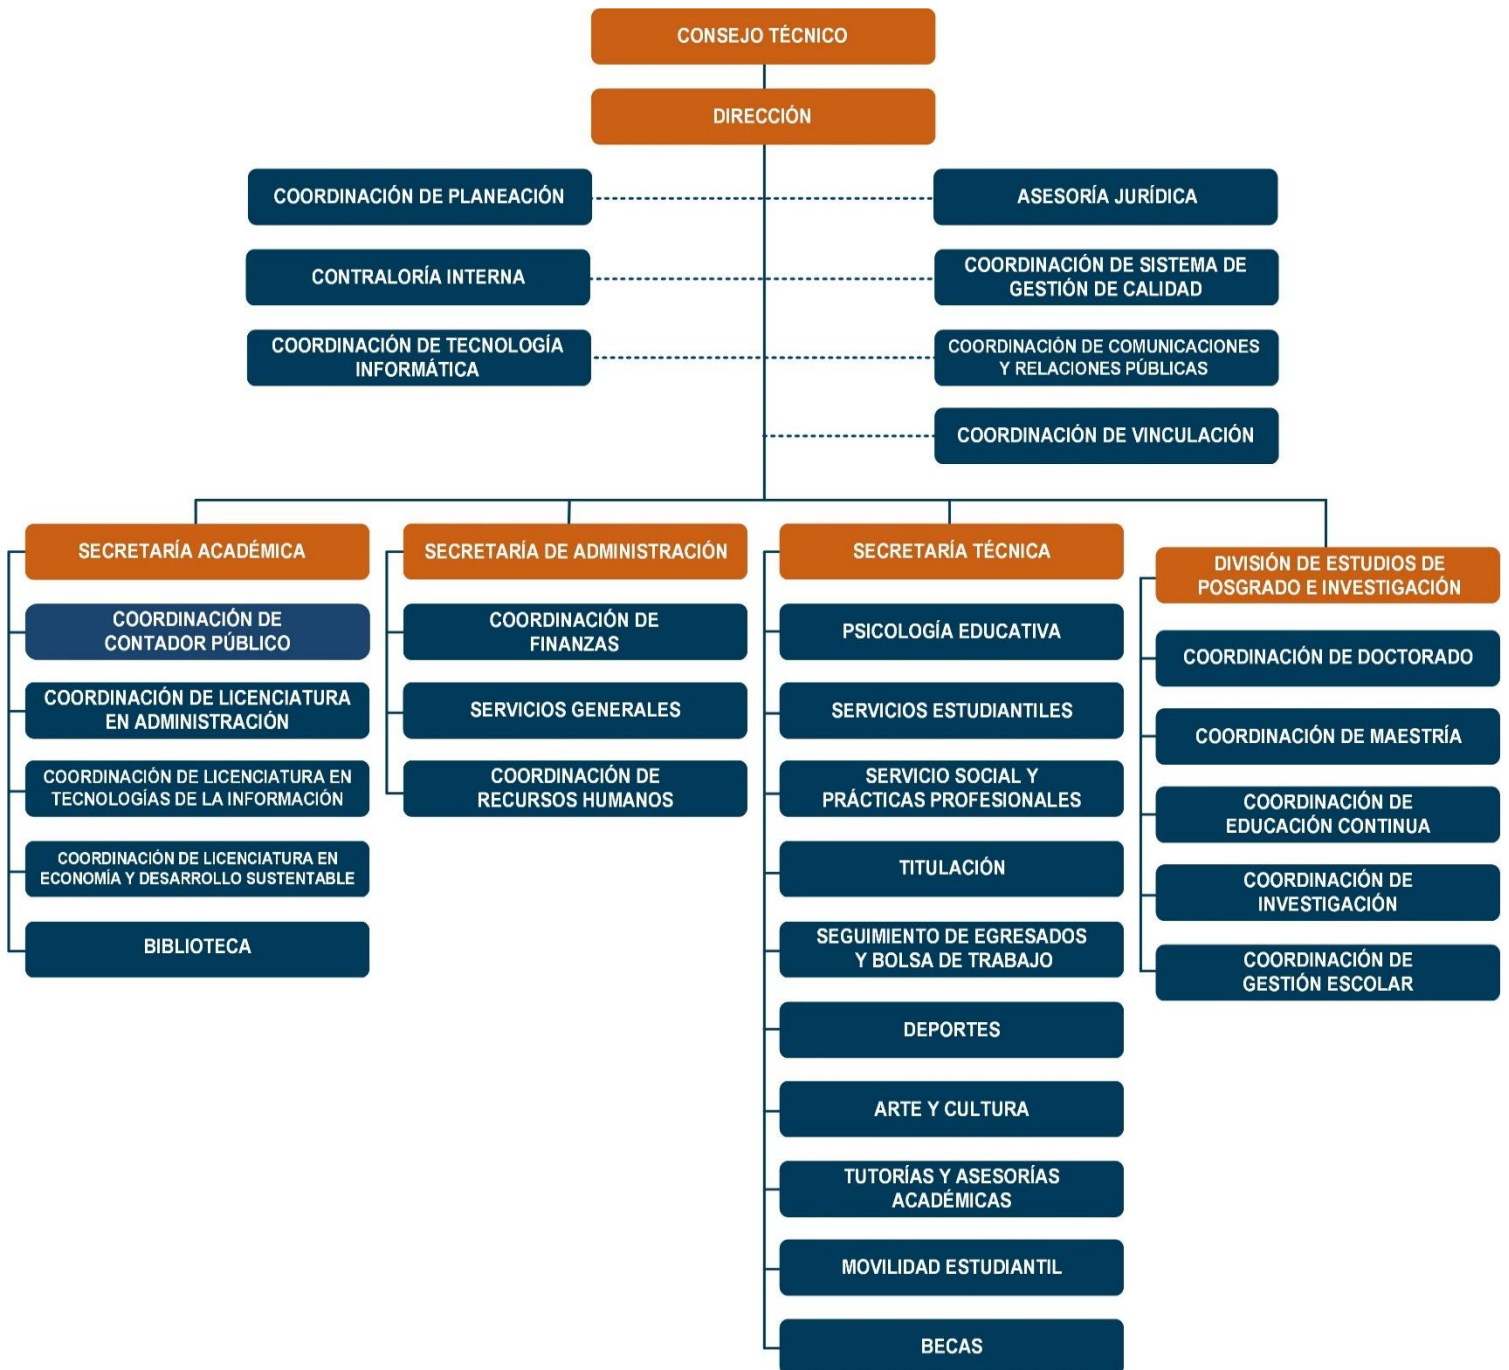 CONSEJO TÉCNICO
DIRECCIÓN
COORDINACIÓN DE PLANEACIÓN
ASESORÍA JURÍDICA
CONTRALORÍA INTERNA
COORDINACIÓN DE SISTEMA DE
GESTIÓN DE CALIDAD
COORDINACIÓN DE TECNOLOGÍA
INFORMÁTICA
COORDINACIÓN DE COMUNICACIONES
Y RELACIONES PÚBLICAS
COORDINACIÓN DE VINCULACIÓN
SECRETARÍA ACADÉMICA
COORDINACIÓN DE
CONTADOR PÚBLICO
COORDINACIÓN DE LICENCIATURA
EN ADMINISTRACIÓN
COORDINACIÓN DE LICENCIATURA EN
TECNOLOGÍAS DE LA INFORMACIÓN
COORDINACIÓN DE LICENCIATURA EN
ECONOMÍA Y DESARROLLO SUSTENTABLE
BIBLIOTECA
SECRETARÍA DE ADMINISTRACIÓN
COORDINACIÓN DE
FINANZAS
SERVICIOS GENERALES
COORDINACIÓN DE
RECURSOS HUMANOS
SECRETARÍA TÉCNICA
PSICOLOGÍA EDUCATIVA
SERVICIOS ESTUDIANTILES
SERVICIO SOCIAL Y
PRÁCTICAS PROFESIONALES
TITULACIÓN
SEGUIMIENTO DE EGRESADOS
Y BOLSA DE TRABAJO
DEPORTES
ARTE Y CULTURA
TUTORÍAS Y ASESORÍAS
ACADÉMICAS
MOVILIDAD ESTUDIANTIL
BECAS
DIVISIÓN DE ESTUDIOS DE
POSGRADO E INVESTIGACIÓN
COORDINACIÓN DE DOCTORADO
COORDINACIÓN DE MAESTRÍA
COORDINACIÓN DE
EDUCACIÓN CONTINUA
COORDINACIÓN DE
INVESTIGACIÓN
COORDINACIÓN DE
GESTIÓN ESCOLAR